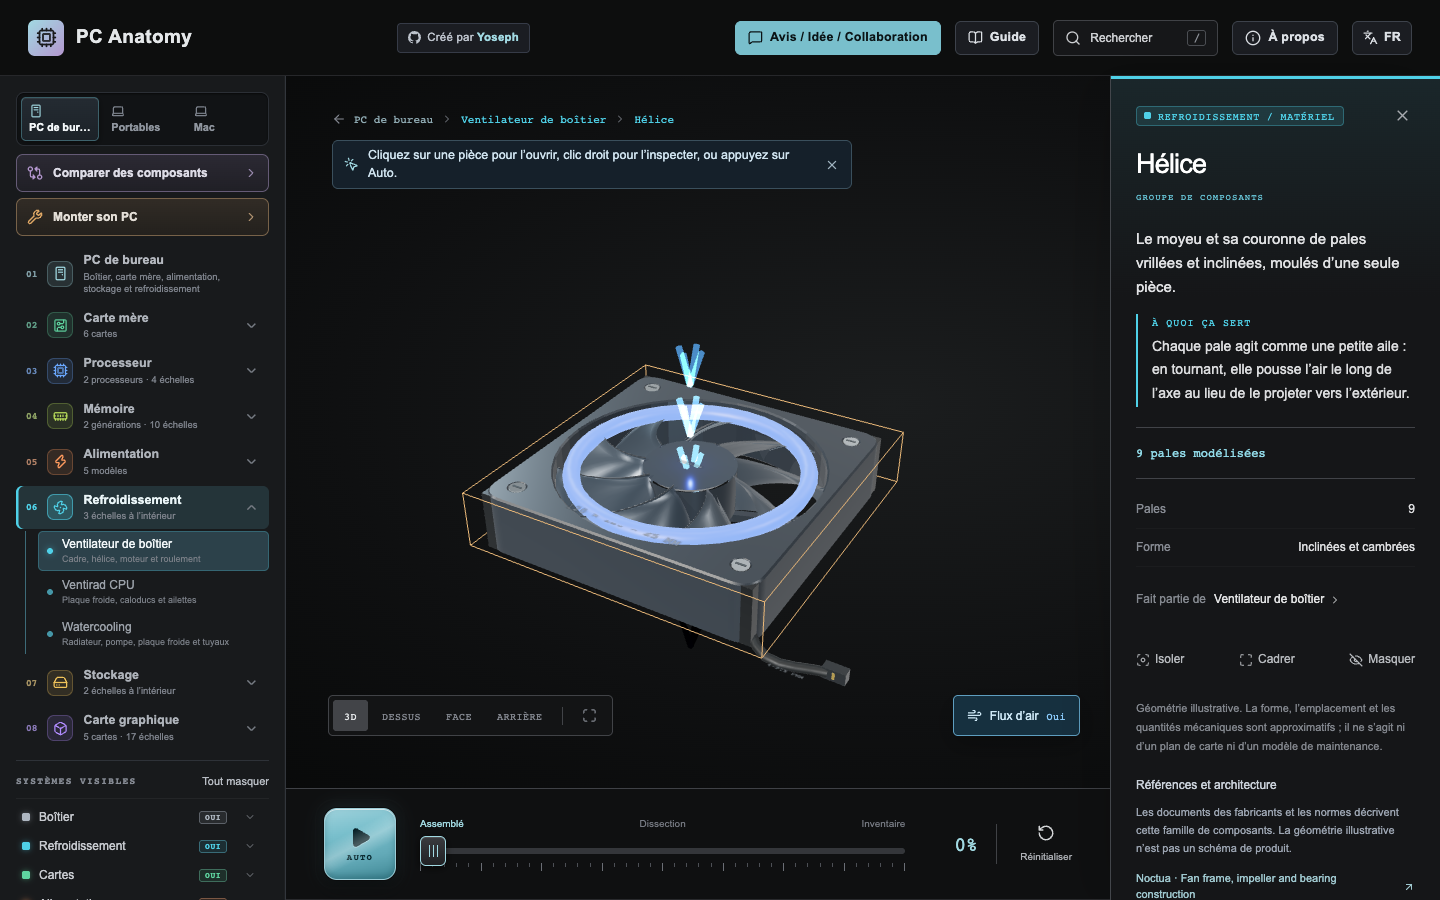 PC Anatomy
Créé par Yoseph
Avis / Idée / Collaboration
Guide
Rechercher
/
À propos
FR
PC de bur...
Portables
Mac
Comparer des composants
Monter son PC
01
PC de bureau
Boîtier, carte mère, alimentation,
stockage et refroidissement
02
Carte mère
6 cartes
03
Processeur
2 processeurs · 4 échelles
04
Mémoire
2 générations · 10 échelles
05
Alimentation
5 modèles
06
Refroidissement
3 échelles à l'intérieur
Ventilateur de boîtier
Cadre, hélice, moteur et roulement
Ventirad CPU
Plaque froide, caloducs et ailettes
Watercooling
Radiateur, pompe, plaque froide et tuyaux
07
Stockage
2 échelles à l'intérieur
08
Carte graphique
5 cartes · 17 échelles
SYSTÈMES VISIBLES
Tout masquer
Boîtier
OUI
Refroidissement
OUI
Cartes
OUI
PC de bureau
Ventilateur de boîtier
Hélice
Cliquez sur une pièce pour l'ouvrir, clic droit pour l'inspecter, ou appuyez sur
Auto.
3D
DESSUS
FACE
ARRIÈRE
Flux d'air Oui
AUTO
Assemblé
Dissection
Inventaire
0%
Réinitialiser
REFROIDISSEMENT / MATÉRIEL
Hélice
GROUPE DE COMPOSANTS
Le moyeu et sa couronne de pales
vrillées et inclinées, moulés d'une seule
pièce.
À QUOI ÇA SERT
Chaque pale agit comme une petite aile :
en tournant, elle pousse l'air le long de
l'axe au lieu de le projeter vers l'extérieur.
9 pales modélisées
Pales
9
Forme
Inclinées et cambrées
Fait partie de Ventilateur de boîtier
Isoler
Cadrer
Masquer
Géométrie illustrative. La forme, l'emplacement et les
quantités mécaniques sont approximatifs ; il ne s'agit ni
d'un plan de carte ni d'un modèle de maintenance.
Références et architecture
Les documents des fabricants et les normes décrivent
cette famille de composants. La géométrie illustrative
n'est pas un schéma de produit.
Noctua · Fan frame, impeller and bearing
construction